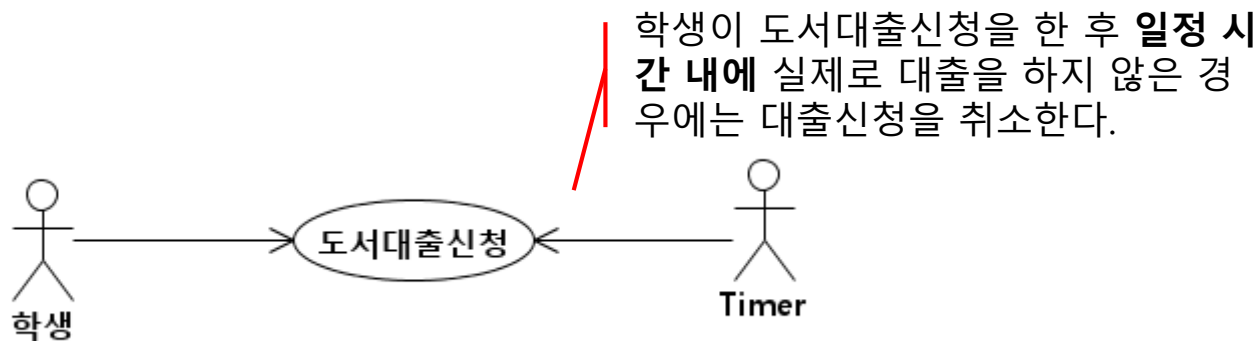 학생이 도서대출신청을 한 후 일정 시
간 내에 실제로 대출을 하지 않은 경
우에는 대출신청을 취소한다.
도서대출신청
Timer
학생